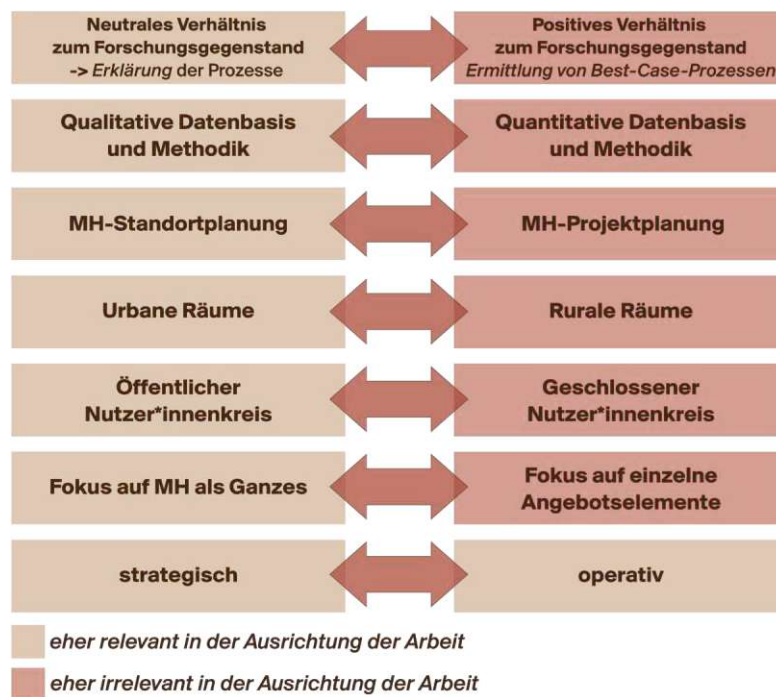 Neutrales Verhältnis
zum Forschungsgegenstand
-> Erklärung der Prozesse
Positives Verhältnis
zum Forschungsgegenstand
Ermittlung von Best-Case-Prozessen
Qualitative Datenbasis
und Methodik
Quantitative Datenbasis
und Methodik
MH-Standortplanung
MH-Projektplanung
Urbane Räume
Rurale Räume
Öffentlicher
Nutzer*innenkreis
Geschlossener
Nutzer*innenkreis
Fokus auf MH als Ganzes
Fokus auf einzelne
Angebotselemente
strategisch
operativ
eher relevant in der Ausrichtung der Arbeit
eher irrelevant in der Ausrichtung der Arbeit